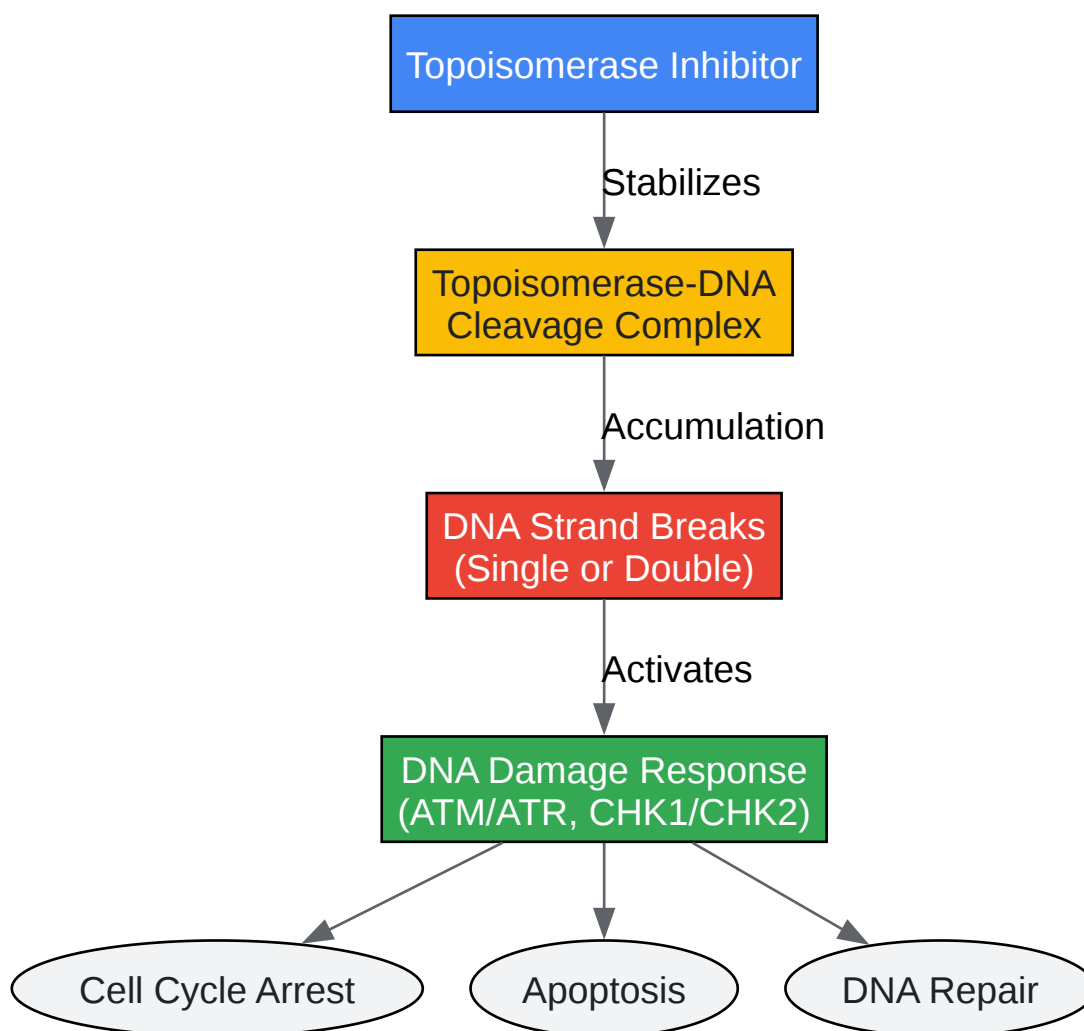 Topoisomerase Inhibitor
Stabilizes
Topoisomerase-DNA
Cleavage Complex
Accumulation
DNA Strand Breaks
(Single or Double)
Activates
DNA Damage Response
(ATM/ATR, CHK1/CHK2)
Cell Cycle Arrest
Apoptosis
DNA Repair